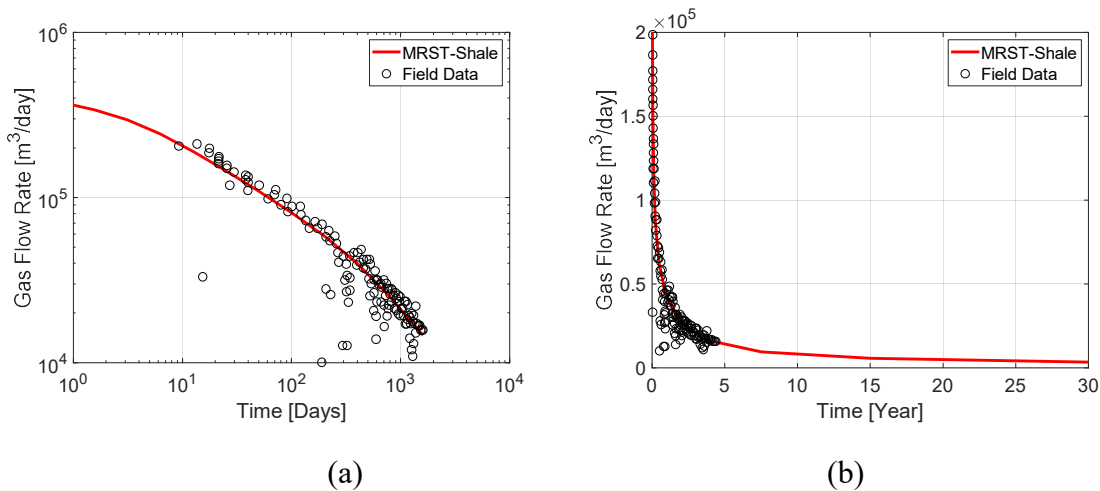 10^6
10^5
10^4
Gas Flow Rate [m^3/day]
MRST-Shale
Field Data
10^0 10^1 10^2 10^3 10^4
Time [Days]
(a)
×10^5
2
1.5
1
0.5
0
Gas Flow Rate [m^3/day]
MRST-Shale
Field Data
0 5 10 15 20 25 30
Time [Year]
(b)